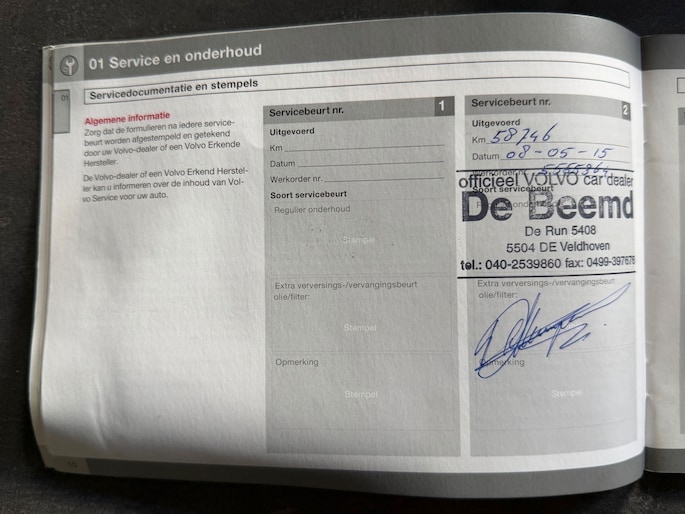 01 Service en onderhoud
01
Servicedocumentatie en stempels
Algemene informatie
Zorg dat de formulieren na iedere service-
beurt worden afgestempeld en getekend
door uw Volvo-dealer of een Volvo Erkende
Hersteller.
De Volvo-dealer of een Volvo Erkend Herstel-
ler kan u informeren over de inhoud van Vol-
vo Service voor uw auto.
Servicebeurt nr. 1
Uitgevoerd
Km
Datum
Werkorder nr.
Soort servicebeurt
Regulier onderhoud
Stempel
Extra verversings-/vervangingsbeurt
olie/filter:
Stempel
Opmerking
Stempel
Servicebeurt nr. 2
Uitgevoerd
Km 58746
Datum 08-05-15
Werkorder nr.
officieel VOLVO car dealer
Soort servicebeurt
De Beemd
De Run 5408
5504 DE Veldhoven
tel.: 040-2539860 fax: 0499-397676
Extra verversings-/vervangingsbeurt
olie/filter:
Opmerking
Stempel
10